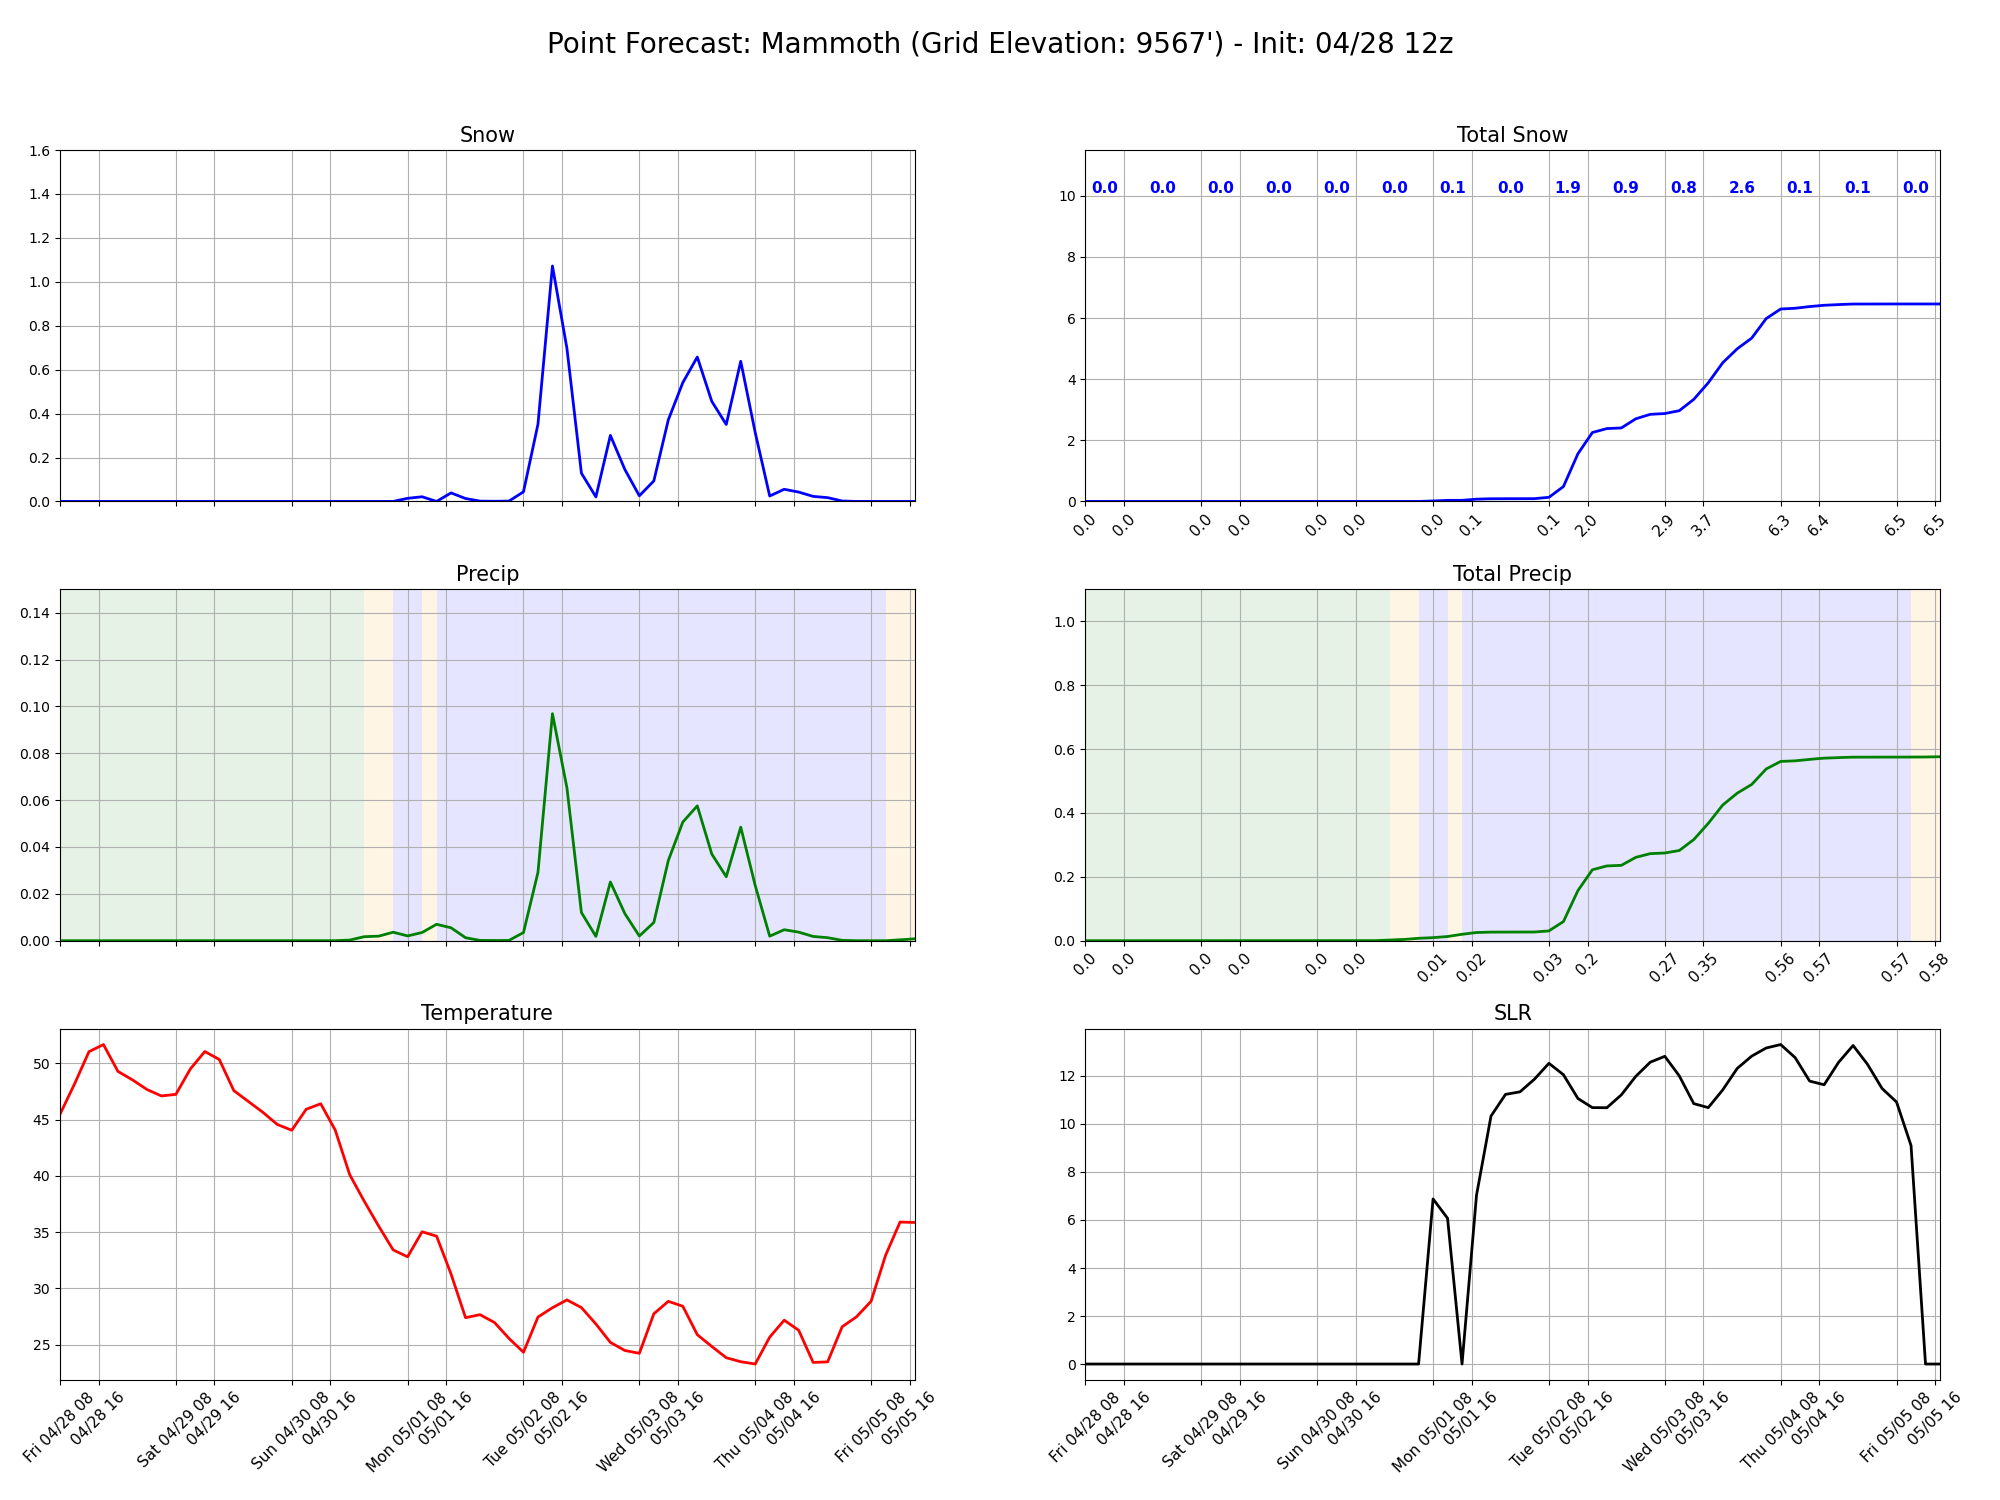 Point Forecast: Mammoth (Grid Elevation: 9567') - Init: 04/28 12z
Snow
1.6
1.4
1.2
1.0
0.8
0.6
0.4
0.2
0.0
Total Snow
0.0 0.0 0.0 0.0 0.0 0.0 0.1 0.0 1.9 0.9 0.8 2.6 0.1 0.1 0.0
10
8
6
4
2
0
0.0 0.0 0.0 0.0 0.0 0.0 0.0 0.1 0.1 2.0 2.9 3.7 6.3 6.4 6.5 6.5
Precip
0.14
0.12
0.10
0.08
0.06
0.04
0.02
0.00
Total Precip
1.0
0.8
0.6
0.4
0.2
0.0
0.0 0.0 0.0 0.0 0.0 0.0 0.01 0.02 0.03 0.2 0.27 0.35 0.56 0.57 0.57 0.58
Temperature
50
45
40
35
30
25
Fri 04/28 08
04/28 16
Sat 04/29 08
04/29 16
Sun 04/30 08
04/30 16
Mon 05/01 08
05/01 16
Tue 05/02 08
05/02 16
Wed 05/03 08
05/03 16
Thu 05/04 08
05/04 16
Fri 05/05 08
05/05 16
SLR
12
10
8
6
4
2
0
Fri 04/28 08
04/28 16
Sat 04/29 08
04/29 16
Sun 04/30 08
04/30 16
Mon 05/01 08
05/01 16
Tue 05/02 08
05/02 16
Wed 05/03 08
05/03 16
Thu 05/04 08
05/04 16
Fri 05/05 08
05/05 16